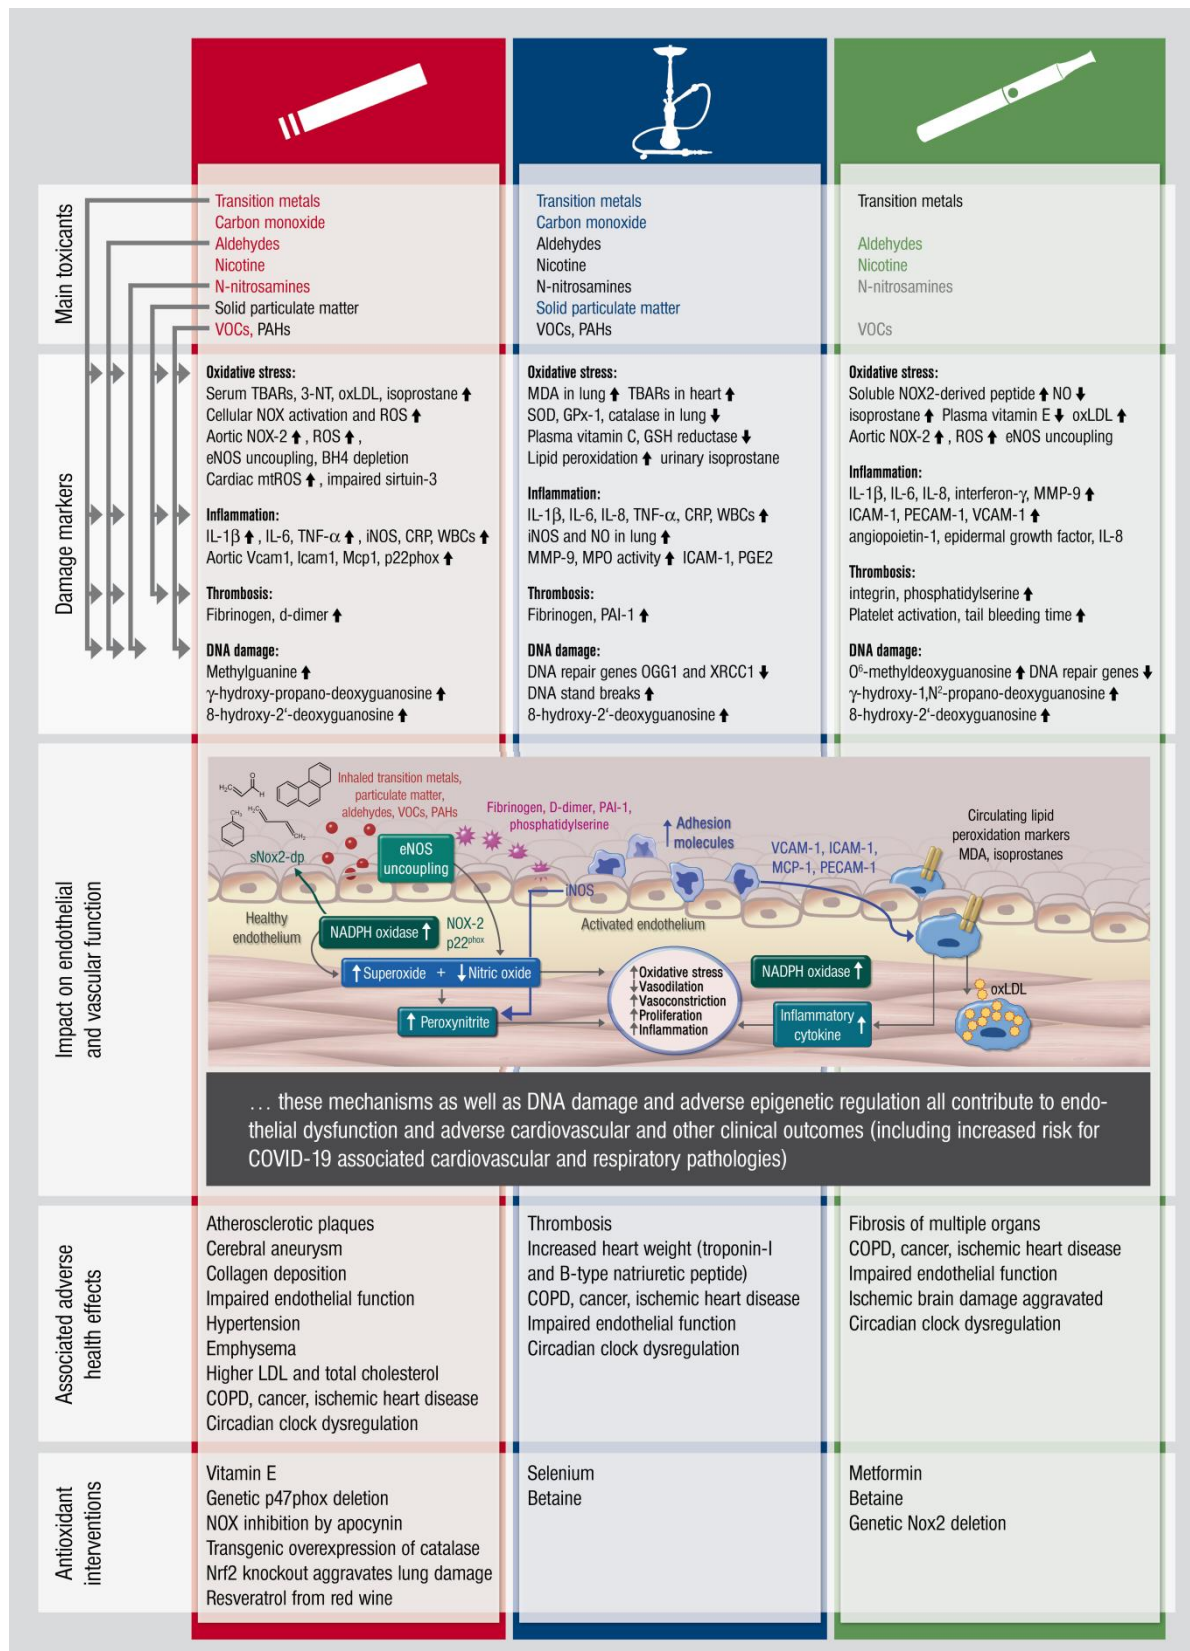 Main toxicants
Transition metals
Carbon monoxide
Aldehydes
Nicotine
N-nitrosamines
Solid particulate matter
VOCs, PAHs
Transition metals
Carbon monoxide
Aldehydes
Nicotine
N-nitrosamines
Solid particulate matter
VOCs, PAHs
Transition metals
Aldehydes
Nicotine
N-nitrosamines
VOCs
Damage markers
Oxidative stress:
Serum TBARs, 3-NT, oxLDL, isoprostane ↑
Cellular NOX activation and ROS ↑
Aortic NOX-2 ↑, ROS ↑,
eNOS uncoupling, BH4 depletion
Cardiac mtROS ↑, impaired sirtuin-3
Inflammation:
IL-1β ↑, IL-6, TNF-α ↑, iNOS, CRP, WBCs ↑
Aortic Vcam1, Icam1, Mcp1, p22phox ↑
Thrombosis:
Fibrinogen, d-dimer ↑
DNA damage:
Methylguanine ↑
γ-hydroxy-propano-deoxyguanosine ↑
8-hydroxy-2‘-deoxyguanosine ↑
Oxidative stress:
MDA in lung ↑ TBARs in heart ↑
SOD, GPx-1, catalase in lung ↓
Plasma vitamin C, GSH reductase ↓
Lipid peroxidation ↑ urinary isoprostane
Inflammation:
IL-1β, IL-6, IL-8, TNF-α, CRP, WBCs ↑
iNOS and NO in lung ↑
MMP-9, MPO activity ↑ ICAM-1, PGE2
Thrombosis:
Fibrinogen, PAI-1 ↑
DNA damage:
DNA repair genes OGG1 and XRCC1 ↓
DNA stand breaks ↑
8-hydroxy-2‘-deoxyguanosine ↑
Oxidative stress:
Soluble NOX2-derived peptide ↑ NO ↓
isoprostane ↑ Plasma vitamin E ↓ oxLDL ↑
Aortic NOX-2 ↑, ROS ↑ eNOS uncoupling
Inflammation:
IL-1β, IL-6, IL-8, interferon-γ, MMP-9 ↑
ICAM-1, PECAM-1, VCAM-1 ↑
angiopoietin-1, epidermal growth factor, IL-8
Thrombosis:
integrin, phosphatidylserine ↑
Platelet activation, tail bleeding time ↑
DNA damage:
O⁶-methyldeoxyguanosine ↑ DNA repair genes ↓
γ-hydroxy-1,N²-propano-deoxyguanosine ↑
8-hydroxy-2‘-deoxyguanosine ↑
Impact on endothelial
and vascular function
H₂C
O
H
CH₃
H₂C
CH₂
Inhaled transition metals,
particulate matter,
aldehydes, VOCs, PAHs
Fibrinogen, D-dimer, PAI-1,
phosphatidylserine
↑ Adhesion
molecules
VCAM-1, ICAM-1,
MCP-1, PECAM-1
Circulating lipid
peroxidation markers
MDA, isoprostanes
sNox2-dp
eNOS
uncoupling
iNOS
Healthy
endothelium
NADPH oxidase ↑
NOX-2
p22phox
Activated endothelium
↑ Superoxide + ↓ Nitric oxide
↑ Peroxynitrite
↑ Oxidative stress
↓ Vasodilation
↑ Vasoconstriction
↑ Proliferation
↑ Inflammation
NADPH oxidase ↑
Inflammatory
cytokine ↑
oxLDL
… these mechanisms as well as DNA damage and adverse epigenetic regulation all contribute to endo-
thelial dysfunction and adverse cardiovascular and other clinical outcomes (including increased risk for
COVID-19 associated cardiovascular and respiratory pathologies)
Associated adverse
health effects
Atherosclerotic plaques
Cerebral aneurysm
Collagen deposition
Impaired endothelial function
Hypertension
Emphysema
Higher LDL and total cholesterol
COPD, cancer, ischemic heart disease
Circadian clock dysregulation
Thrombosis
Increased heart weight (troponin-I
and B-type natriuretic peptide)
COPD, cancer, ischemic heart disease
Impaired endothelial function
Circadian clock dysregulation
Fibrosis of multiple organs
COPD, cancer, ischemic heart disease
Impaired endothelial function
Ischemic brain damage aggravated
Circadian clock dysregulation
Antioxidant
interventions
Vitamin E
Genetic p47phox deletion
NOX inhibition by apocynin
Transgenic overexpression of catalase
Nrf2 knockout aggravates lung damage
Resveratrol from red wine
Selenium
Betaine
Metformin
Betaine
Genetic Nox2 deletion